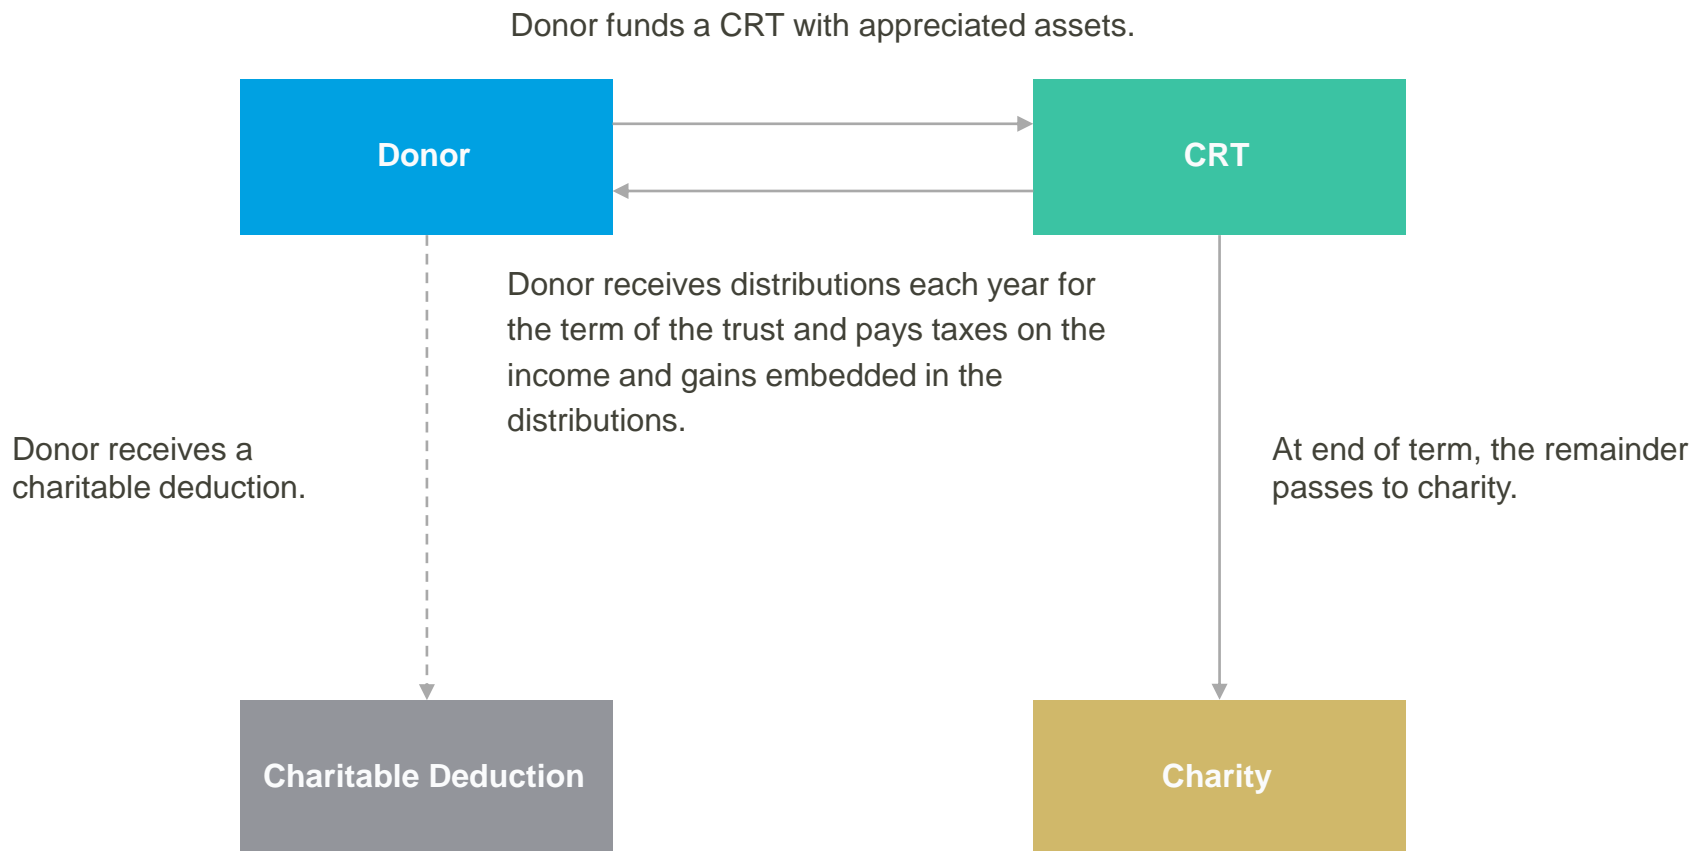 Donor funds a CRT with appreciated assets.
Donor
CRT
Donor receives distributions each year for
the term of the trust and pays taxes on the
income and gains embedded in the
distributions.
Donor receives a
charitable deduction.
At end of term, the remainder
passes to charity.
Charitable Deduction
Charity